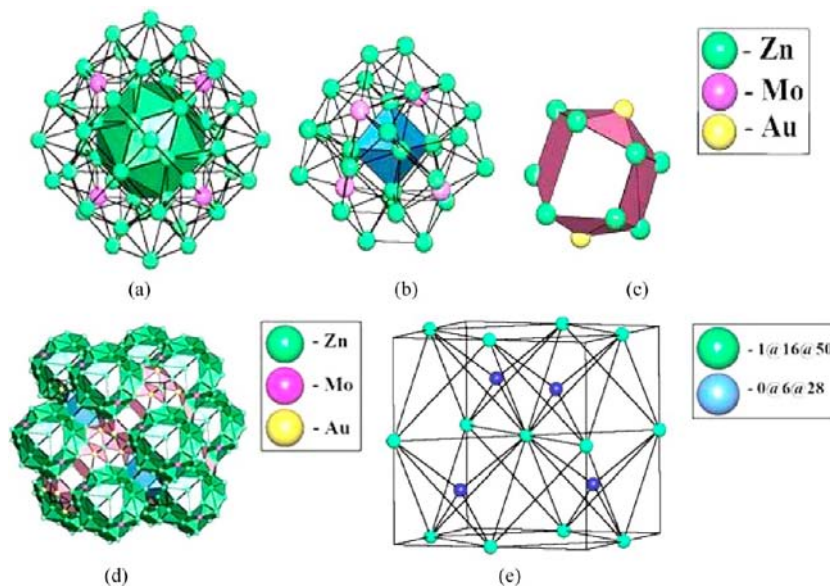 - Zn
- Mo
- Au
(a)
(b)
(c)
- Zn
- Mo
- Au
- 1@16@50
- 0@6@28
(d)
(e)